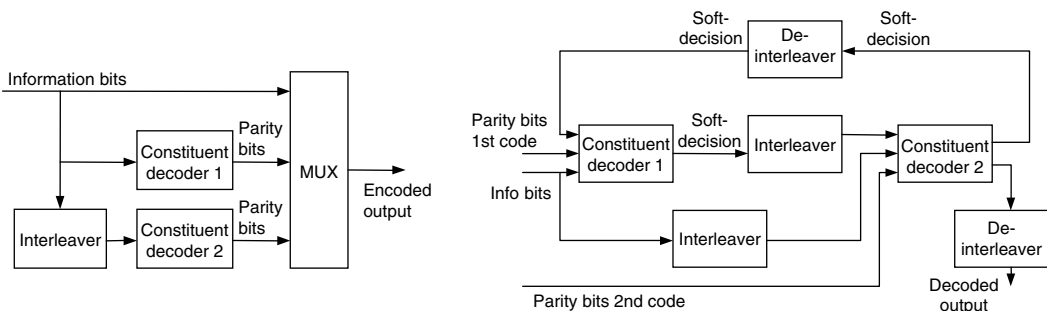 Information bits
Parity
bits
Constituent
decoder 1
MUX
Encoded
output
Parity
bits
Interleaver
Constituent
decoder 2
Soft-
decision
De-
interleaver
Soft-
decision
Parity bits
1st code
Constituent
decoder 1
Soft-
decision
Interleaver
Constituent
decoder 2
Info bits
Interleaver
De-
interleaver
Parity bits 2nd code
Decoded
output